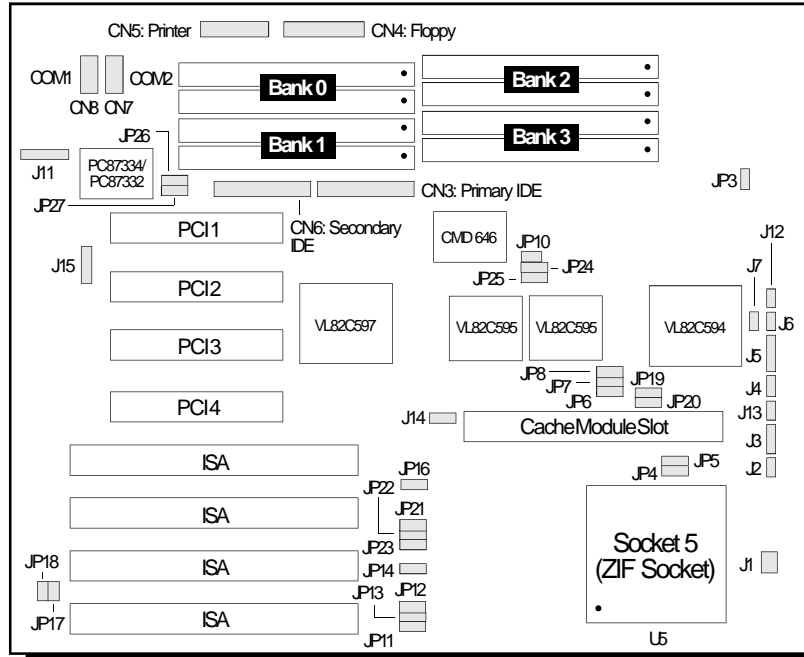 CN5: Printer
CN4: Floppy
COM1
COM2
CN8
CN7
Bank 0
Bank 2
Bank 1
Bank 3
JP26
J11
PC87334/
PC87332
JP27
CN3: Primary IDE
CN6: Secondary
IDE
JP3
PCI1
CMD 646
JP10
JP24
JP25
J12
J15
J7
J6
PCI2
VL82C597
VL82C595
VL82C595
VL82C594
PCI3
J5
JP8
JP7
JP6
JP19
JP20
J4
PCI4
J14
Cache Module Slot
J13
J3
ISA
JP16
JP5
JP4
J2
JP22
JP21
ISA
JP23
Socket 5
(ZIF Socket)
JP18
ISA
JP14
J1
JP13
JP12
JP17
ISA
JP11
U5